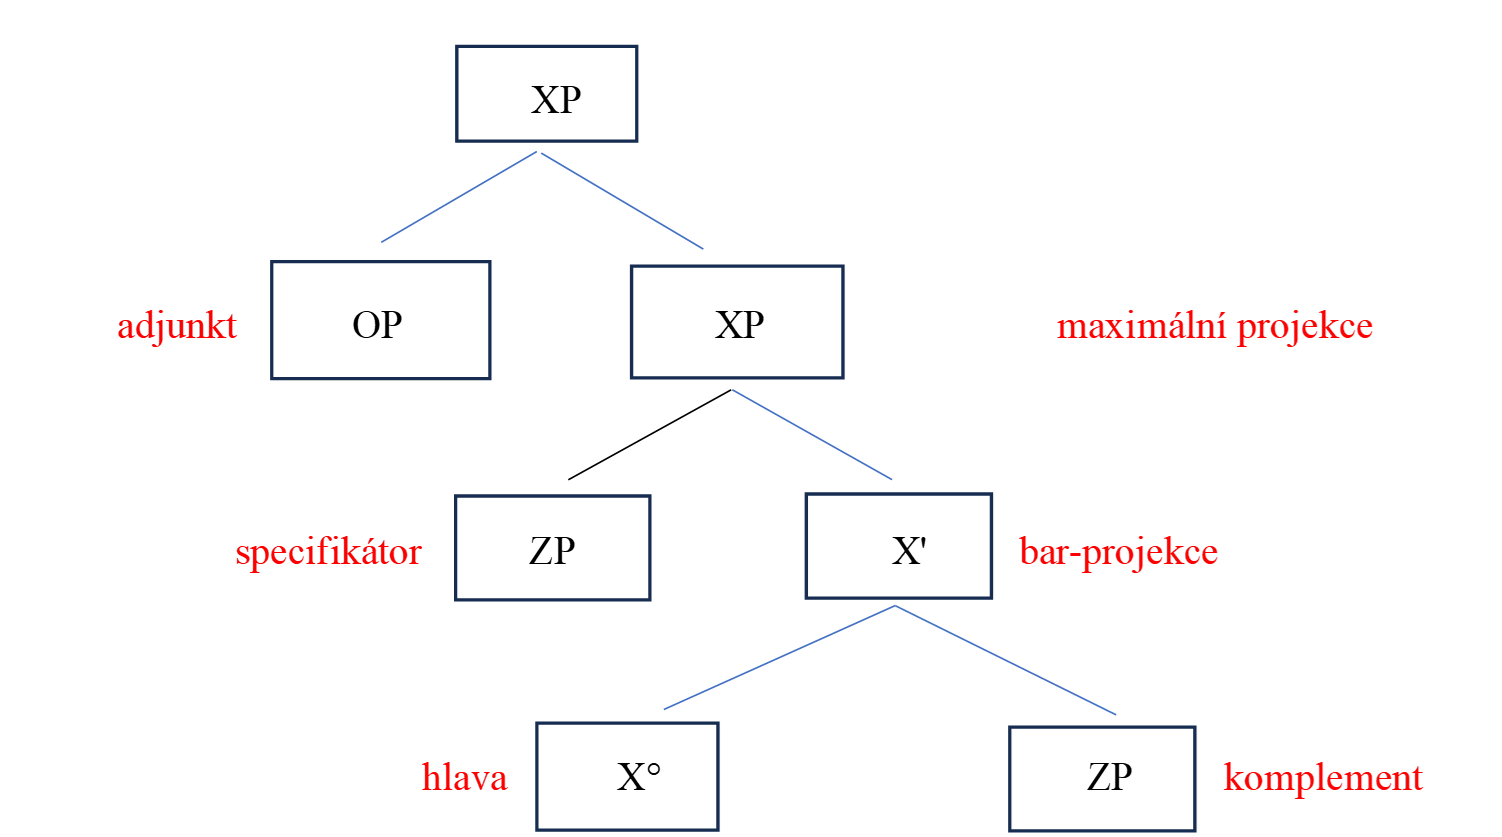 XP
adjunkt OP XP maximální projekce
specifikátor ZP X' bar-projekce
hlava X° ZP komplement